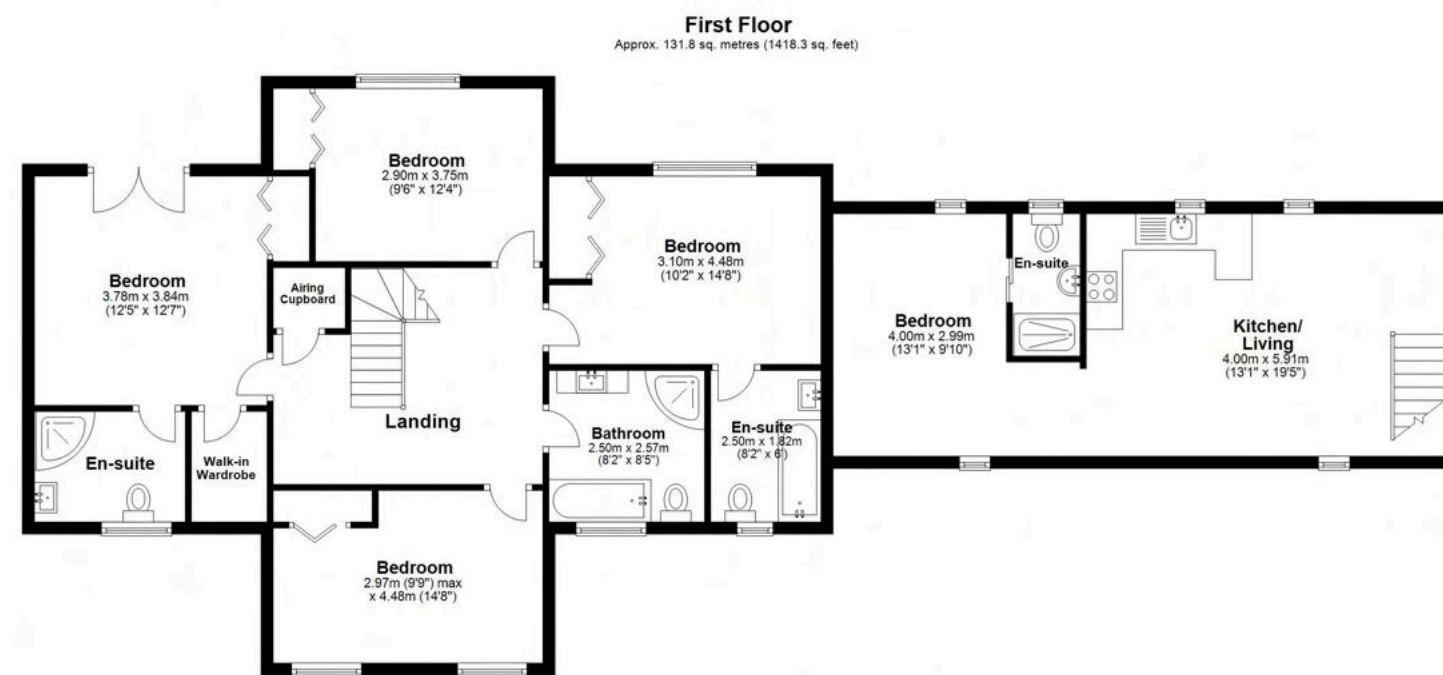 First Floor
Approx. 131.8 sq. metres (1418.3 sq. feet)
Bedroom
2.90m x 3.75m
(9'6" x 12'4")
Bedroom
3.78m x 3.84m
(12'5" x 12'7")
Airing
Cupboard
Bedroom
3.10m x 4.48m
(10'2" x 14'8")
En-suite
Bedroom
4.00m x 2.99m
(13'1" x 9'10")
Kitchen/
Living
4.00m x 5.91m
(13'1" x 19'5")
Landing
En-suite
Walk-in
Wardrobe
Bathroom
2.50m x 2.57m
(8'2" x 8'5")
En-suite
2.50m x 1.82m
(8'2" x 6')
Bedroom
2.97m (9'9") max
x 4.48m (14'8")